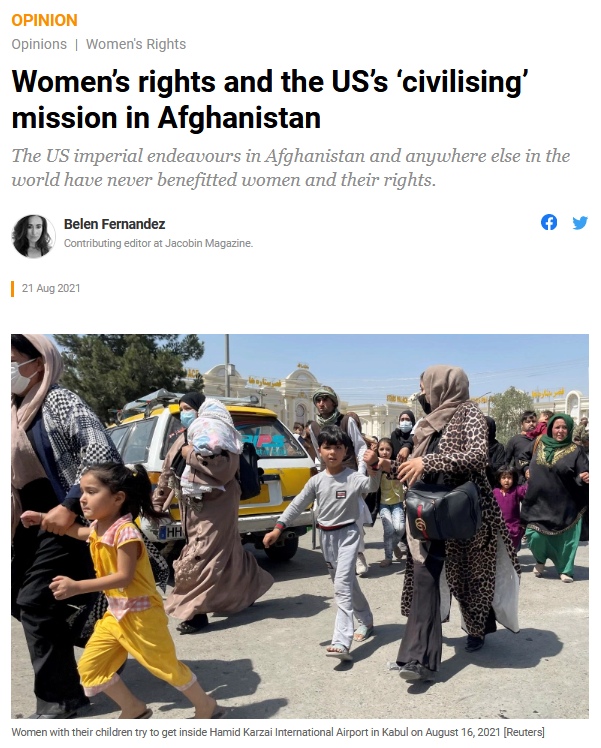 OPINION
Opinions | Women's Rights
Women’s rights and the US’s ‘civilising’
mission in Afghanistan
The US imperial endeavours in Afghanistan and anywhere else in the
world have never benefitted women and their rights.
Belen Fernandez
Contributing editor at Jacobin Magazine.
21 Aug 2021
HH
Women with their children try to get inside Hamid Karzai International Airport in Kabul on August 16, 2021 [Reuters]